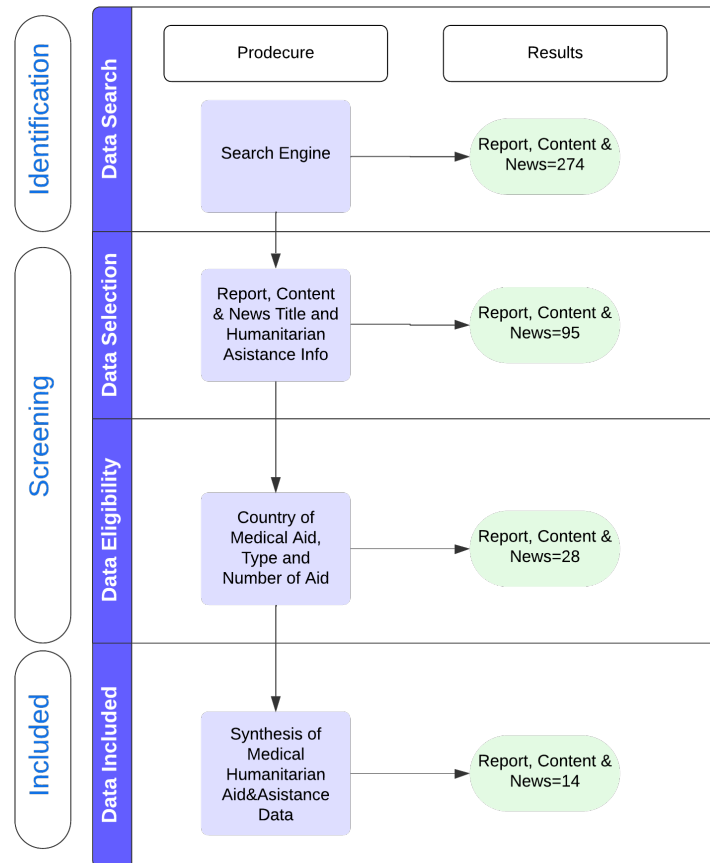 Prodecure
Results
Identification
Data Search
Search Engine
Report, Content &
News=274
Screening
Data Selection
Report, Content
& News Title and
Humanitarian
Asistance Info
Report, Content &
News=95
Data Eligibility
Country of
Medical Aid,
Type and
Number of Aid
Report, Content &
News=28
Included
Data Included
Synthesis of
Medical
Humanitarian
Aid&Asistance
Data
Report, Content &
News=14